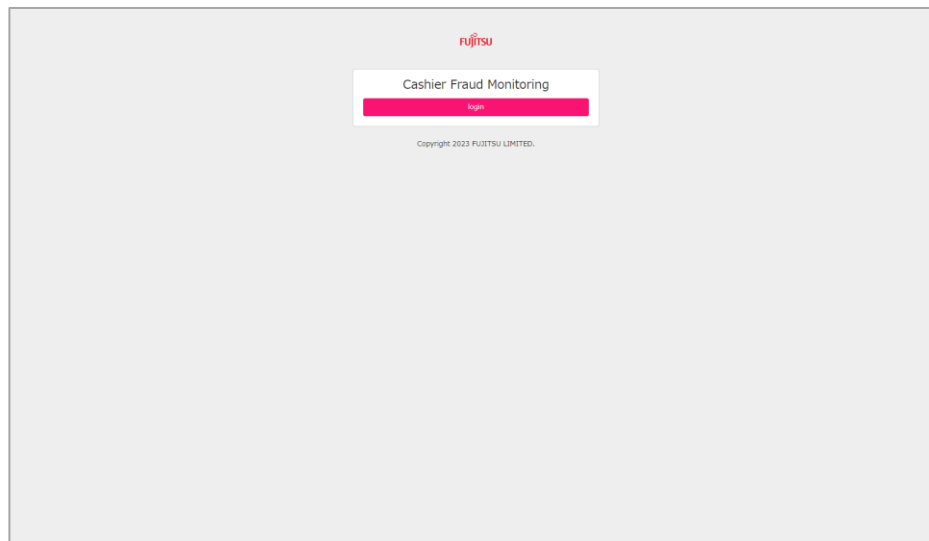 FUJITSU
Cashier Fraud Monitoring
login
Copyright 2023 FUJITSU LIMITED.